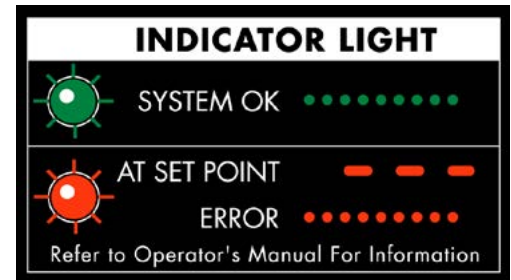 INDICATOR LIGHT
SYSTEM OK
AT SET POINT
ERROR
Refer to Operator's Manual For Information